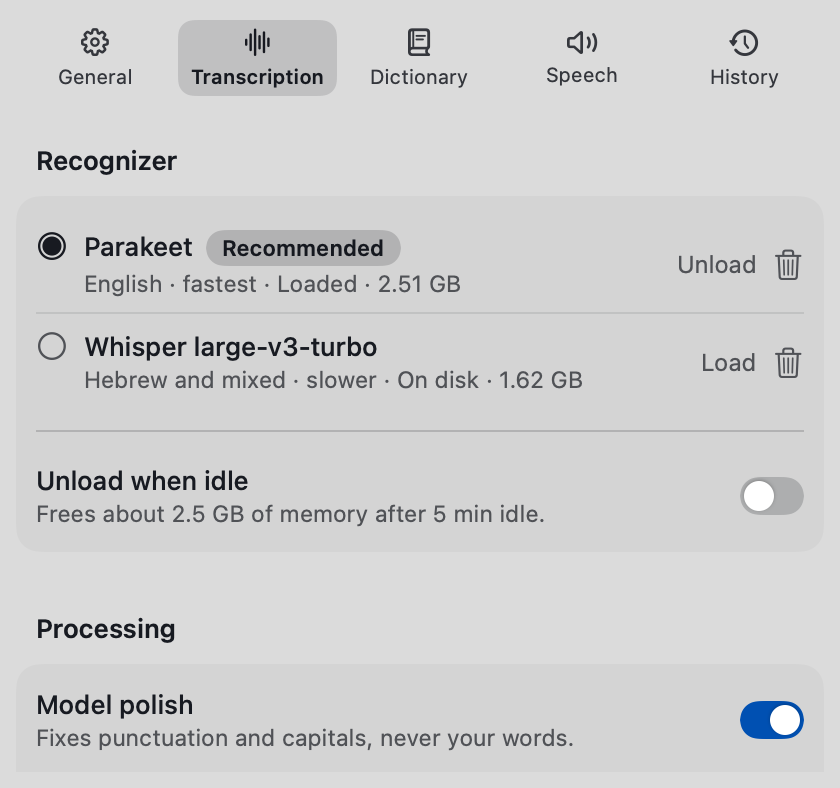 General
Transcription
Dictionary
Speech
History
Recognizer
Parakeet Recommended
English · fastest · Loaded · 2.51 GB
Unload
Whisper large-v3-turbo
Hebrew and mixed · slower · On disk · 1.62 GB
Load
Unload when idle
Frees about 2.5 GB of memory after 5 min idle.
Processing
Model polish
Fixes punctuation and capitals, never your words.